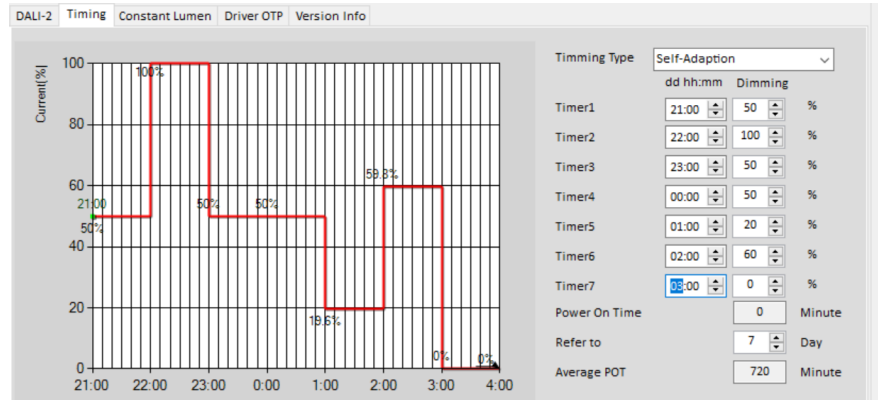 DALI-2 Timing Constant Lumen Driver OTP Version Info
Current[%]
100
80
60
40
20
0
100%
59.8%
21:00
50%
50%
50%
19.6%
0%
0%
21:00 22:00 23:00 0:00 1:00 2:00 3:00 4:00
Timming Type Self-Adaption
dd hh:mm Dimming
Timer1 21:00 50 %
Timer2 22:00 100 %
Timer3 23:00 50 %
Timer4 00:00 50 %
Timer5 01:00 20 %
Timer6 02:00 60 %
Timer7 03:00 0 %
Power On Time 0 Minute
Refer to 7 Day
Average POT 720 Minute